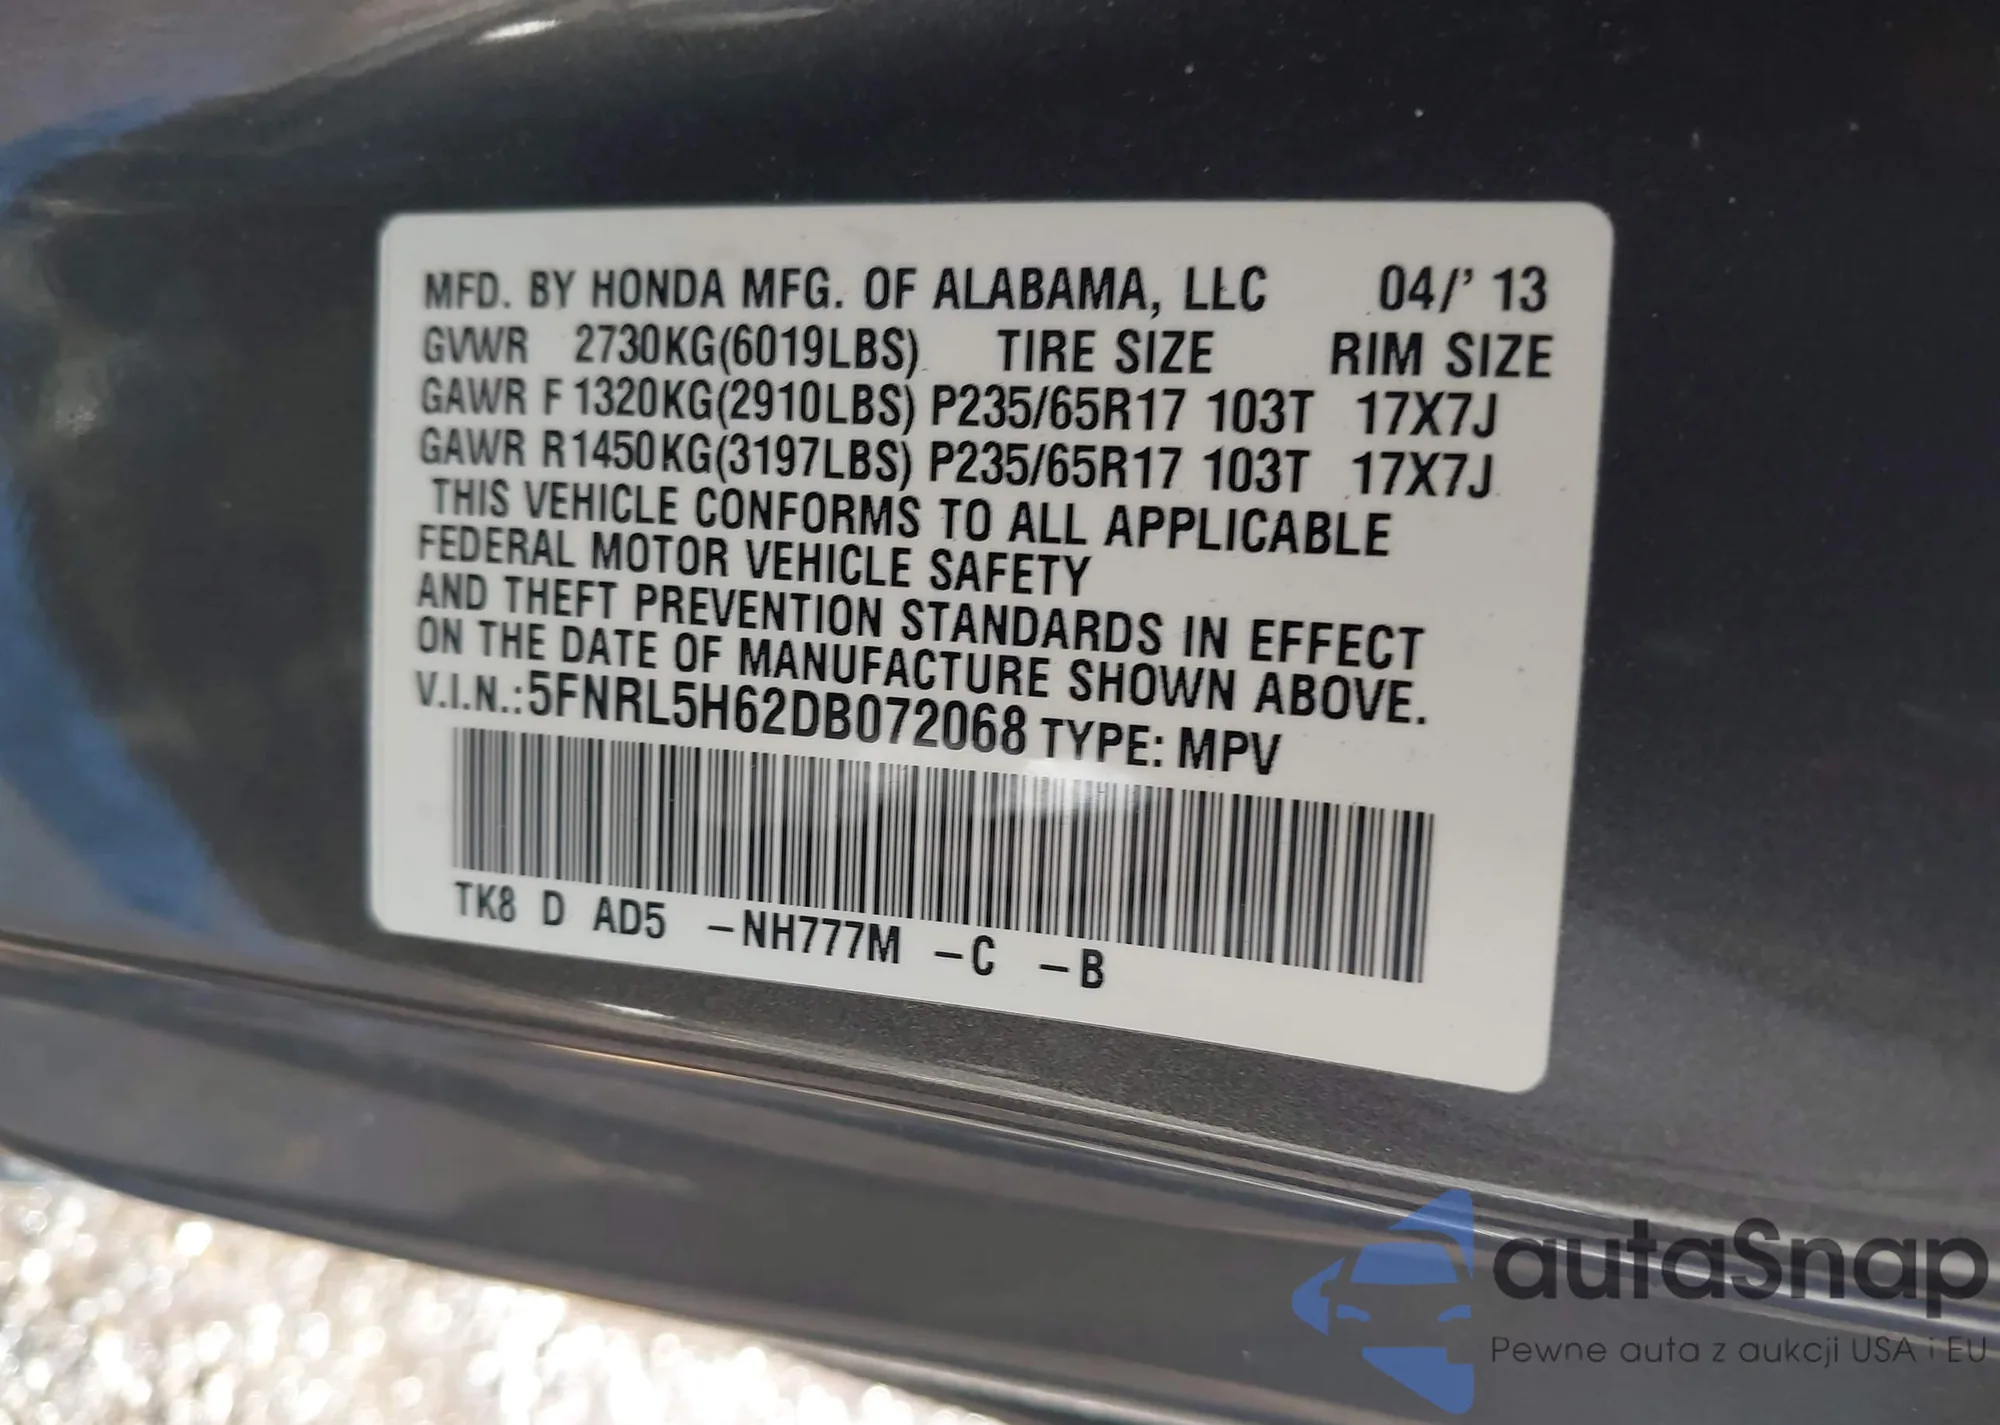 MFD. BY HONDA MFG. OF ALABAMA, LLC 04/' 13
GVWR 2730KG(6019LBS) TIRE SIZE RIM SIZE
GAWR F 1320KG(2910LBS) P235/65R17 103T 17X7J
GAWR R1450KG(3197LBS) P235/65R17 103T 17X7J
THIS VEHICLE CONFORMS TO ALL APPLICABLE
FEDERAL MOTOR VEHICLE SAFETY
AND THEFT PREVENTION STANDARDS IN EFFECT
ON THE DATE OF MANUFACTURE SHOWN ABOVE.
V.I.N.:5FNRL5H62DB072068 TYPE: MPV
TK8 D AD5 –NH777M –C –B
autaSnap
Pewne auta z aukcji USA i EU